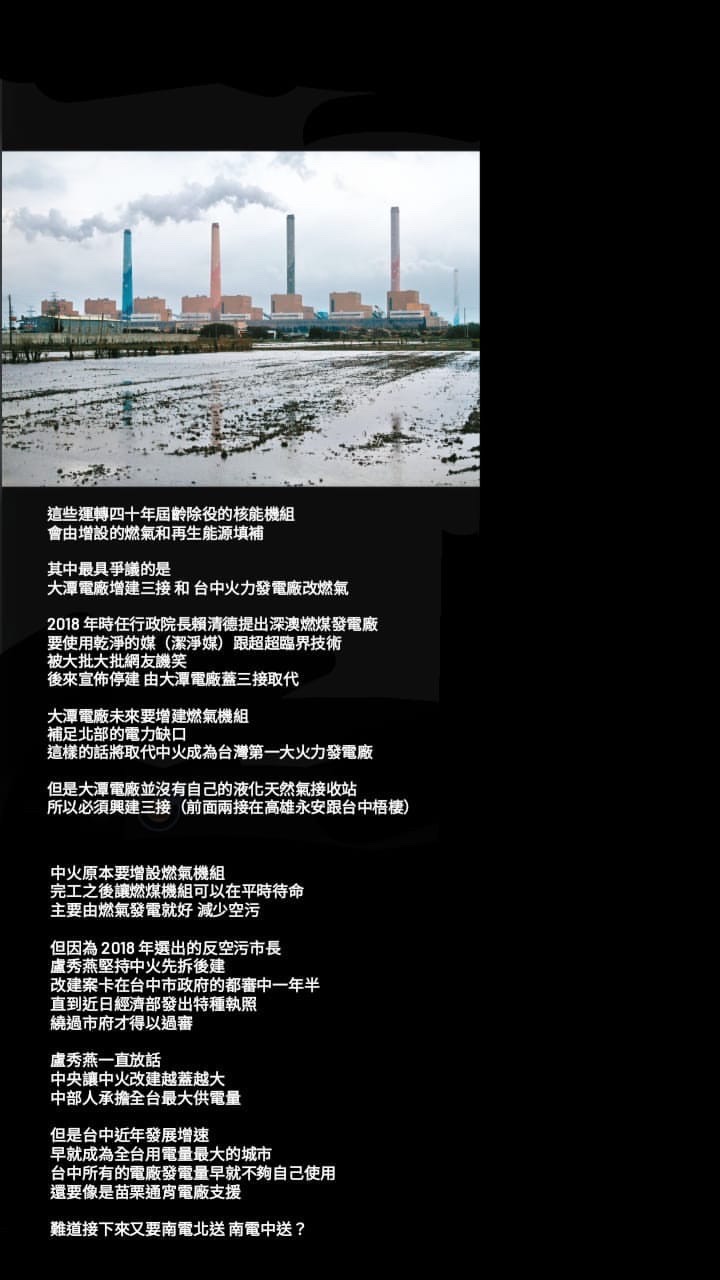 這些運轉四十年屆齡除役的核能機組
會由增設的燃氣和再生能源填補
其中最具爭議的是
大潭電廠增建三接 和 台中火力發電廠改燃氣
2018 年時任行政院長賴清德提出深澳燃煤發電廠
要使用乾淨的媒（潔淨媒）跟超超臨界技術
被大批大批網友譏笑
後來宣佈停建 由大潭電廠蓋三接取代
大潭電廠未來要增建燃氣機組
補足北部的電力缺口
這樣的話將取代中火成為台灣第一大火力發電廠
但是大潭電廠並沒有自己的液化天然氣接收站
所以必須興建三接（前面兩接在高雄永安跟台中梧棲）
中火原本要增設燃氣機組
完工之後讓燃煤機組可以在平時待命
主要由燃氣發電就好 減少空污
但因為 2018 年選出的反空污市長
盧秀燕堅持中火先拆後建
改建案卡在台中市政府的都審中一年半
直到近日經濟部發出特種執照
繞過市府才得以過審
盧秀燕一直放話
中央讓中火改建越蓋越大
中部人承擔全台最大供電量
但是台中近年發展增速
早就成為全台用電量最大的城市
台中所有的電廠發電量早就不夠自己使用
還要像是苗栗通宵電廠支援
難道接下來又要南電北送 南電中送？